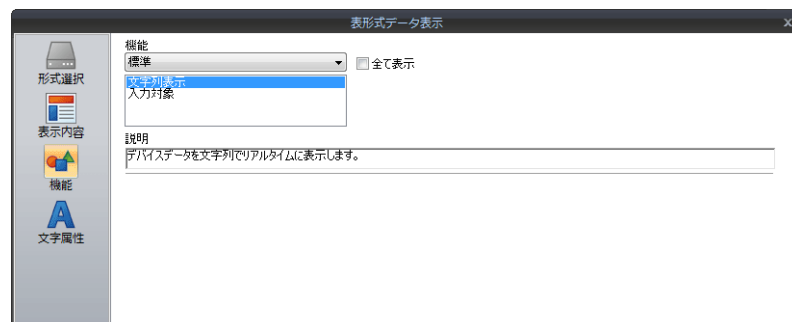 表形式データ表示
形式選択
表示内容
機能
文字属性
機能
標準
全て表示
文字列表示
入力対象
説明
デバイスデータを文字列でリアルタイムに表示します。